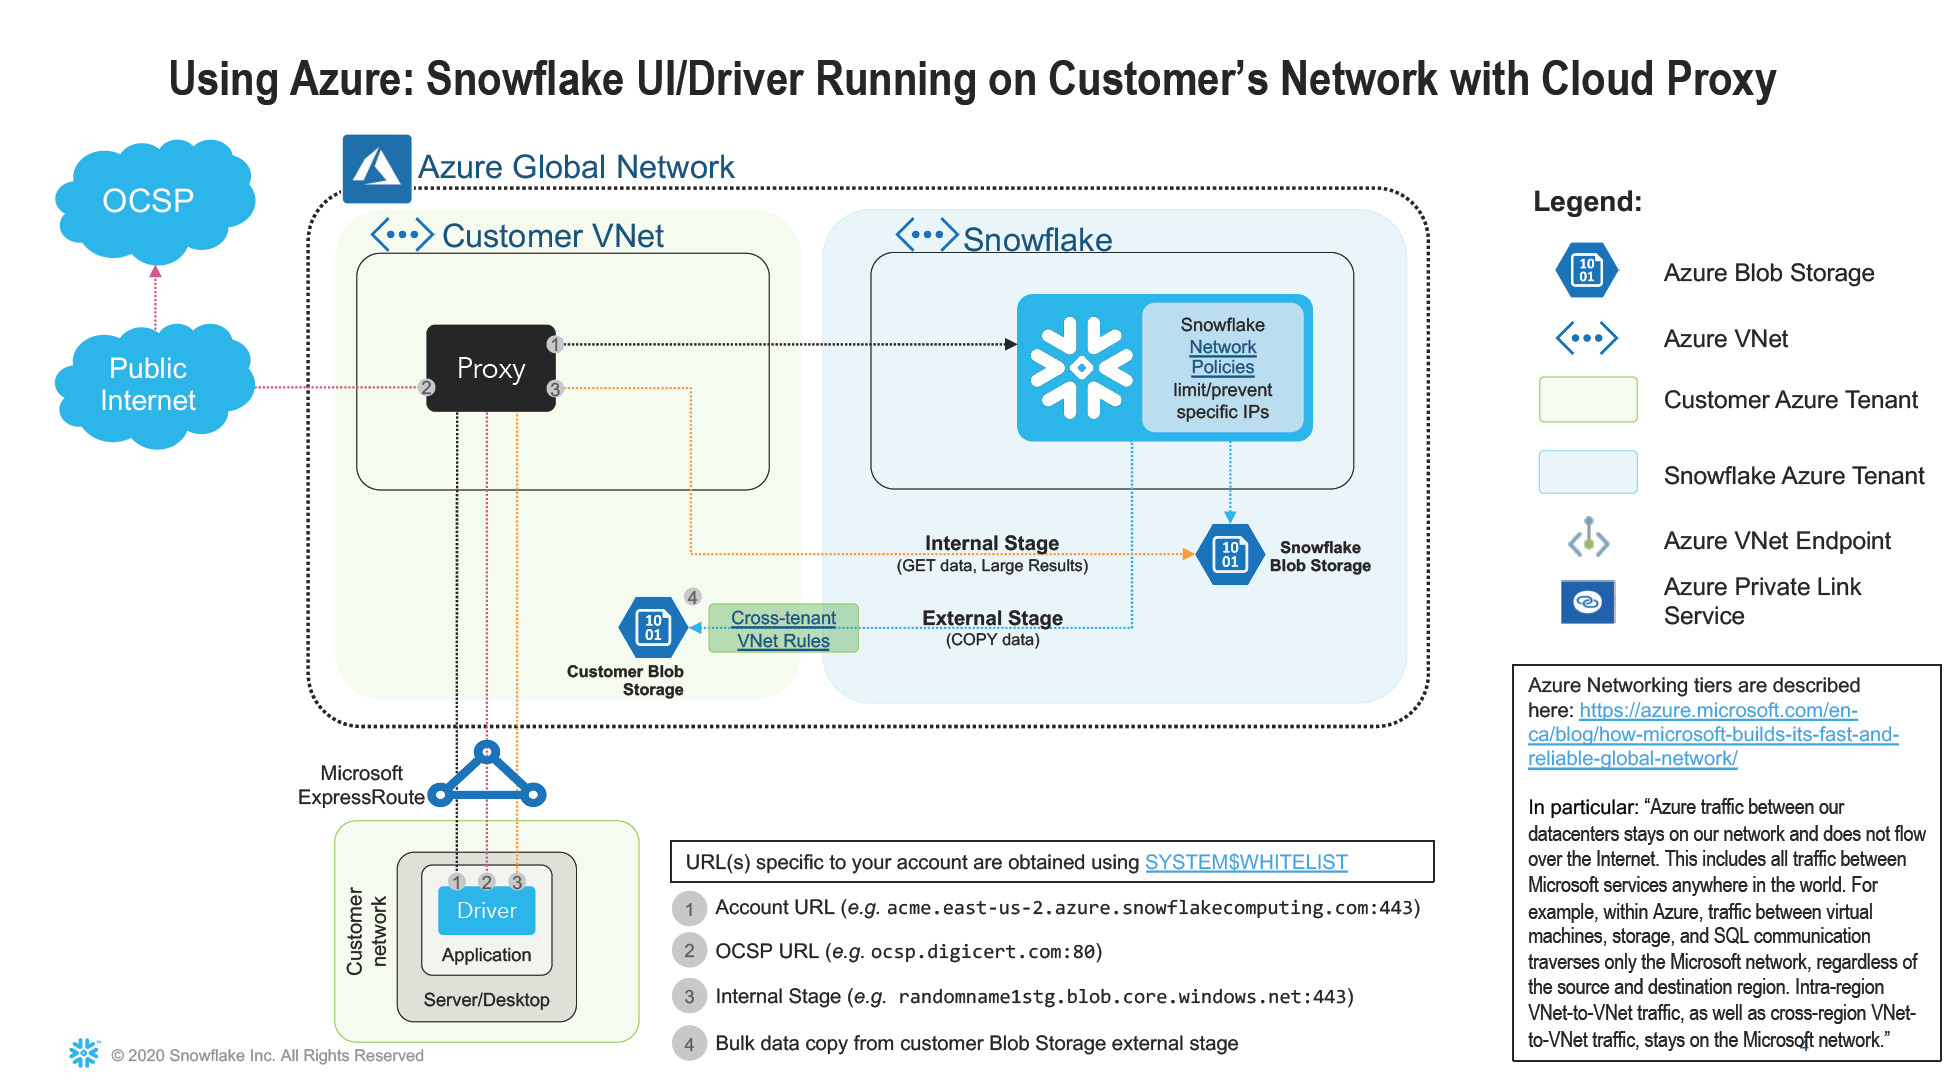 Using Azure: Snowflake UI/Driver Running on Customer’s Network with Cloud Proxy
OCSP
Public
Internet
Azure Global Network
Customer VNet
Snowflake
Proxy
1
2
3
Snowflake
Network
Policies
limit/prevent
specific IPs
10
01
Internal Stage
(GET data, Large Results)
Snowflake
Blob Storage
10
01
4
Cross-tenant
VNet Rules
External Stage
(COPY data)
Customer Blob
Storage
Microsoft
ExpressRoute
Customer
network
1 2 3
Driver
Application
Server/Desktop
URL(s) specific to your account are obtained using SYSTEM$WHITELIST
1 Account URL (e.g. acme.east-us-2.azure.snowflakecomputing.com:443)
2 OCSP URL (e.g. ocsp.digicert.com:80)
3 Internal Stage (e.g. randomname1stg.blob.core.windows.net:443)
4 Bulk data copy from customer Blob Storage external stage
Legend:
10
01
Azure Blob Storage
Azure VNet
Customer Azure Tenant
Snowflake Azure Tenant
Azure VNet Endpoint
Azure Private Link
Service
Azure Networking tiers are described
here: https://azure.microsoft.com/en-
ca/blog/how-microsoft-builds-its-fast-and-
reliable-global-network/
In particular: “Azure traffic between our
datacenters stays on our network and does not flow
over the Internet. This includes all traffic between
Microsoft services anywhere in the world. For
example, within Azure, traffic between virtual
machines, storage, and SQL communication
traverses only the Microsoft network, regardless of
the source and destination region. Intra-region
VNet-to-VNet traffic, as well as cross-region VNet-
to-VNet traffic, stays on the Microsoft network.”
4
© 2020 Snowflake Inc. All Rights Reserved